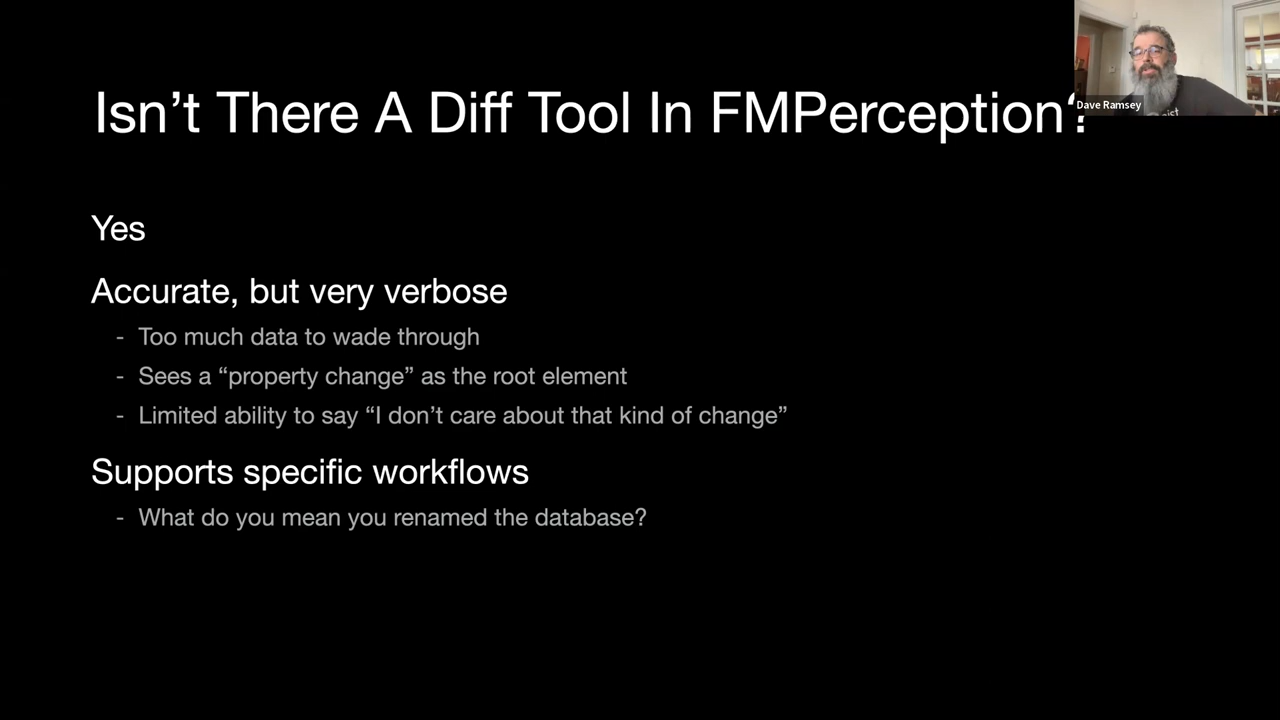 Isn’t There A Diff Tool In FMPerception?
Dave Ramsey
Yes
Accurate, but very verbose
- Too much data to wade through
- Sees a “property change” as the root element
- Limited ability to say “I don’t care about that kind of change”
Supports specific workflows
- What do you mean you renamed the database?